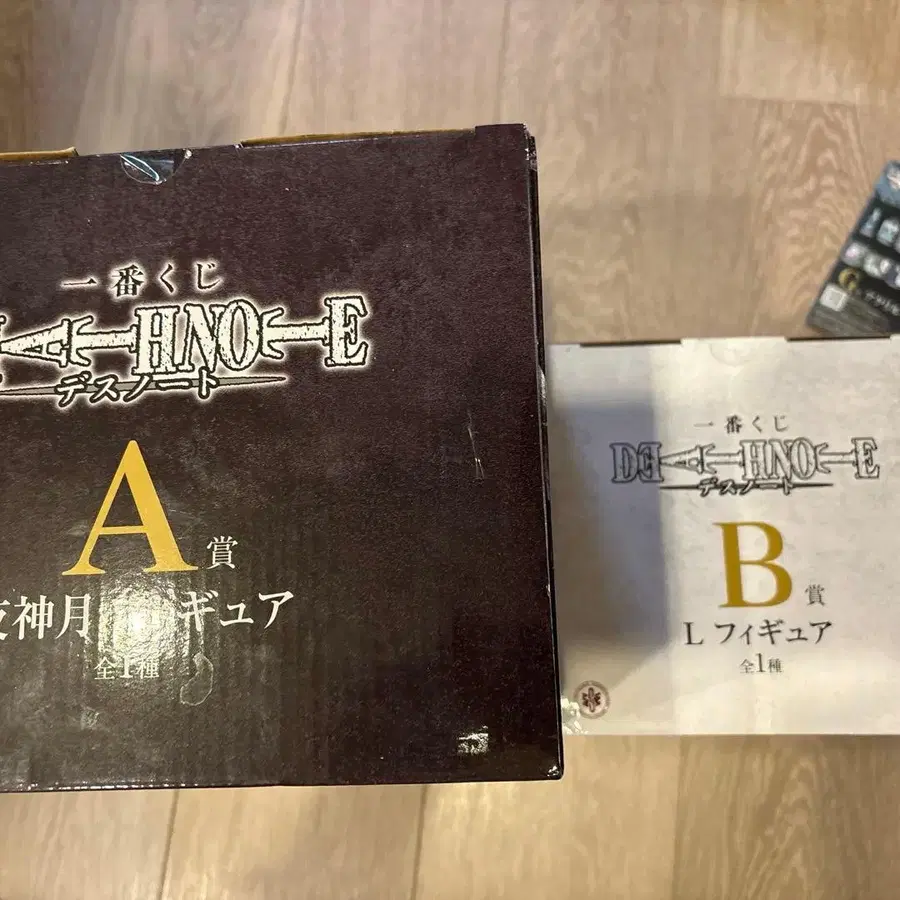 一番くじ
DEATH NOTE
デスノート
A賞
夜神月 フィギュア
全1種
一番くじ
DEATH NOTE
デスノート
B賞
L フィギュア
全1種
G